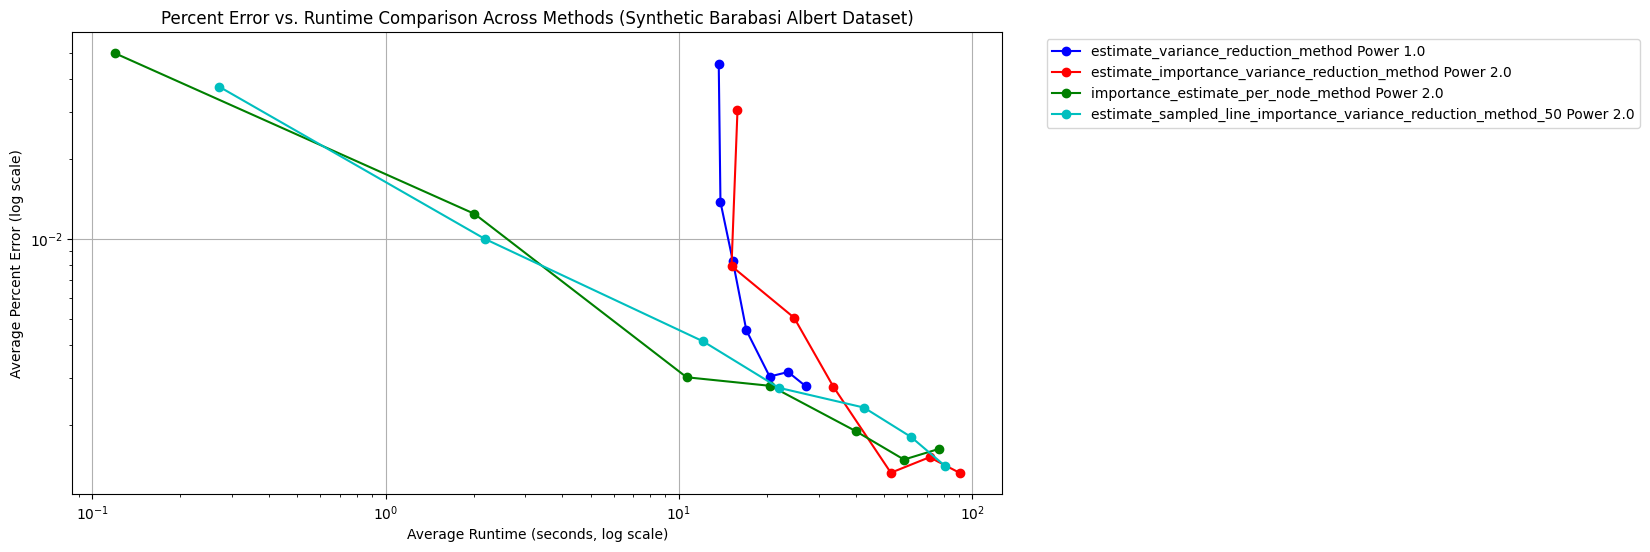 Percent Error vs. Runtime Comparison Across Methods (Synthetic Barabasi Albert Dataset)
estimate_variance_reduction_method Power 1.0
estimate_importance_variance_reduction_method Power 2.0
importance_estimate_per_node_method Power 2.0
estimate_sampled_line_importance_variance_reduction_method_50 Power 2.0
Average Percent Error (log scale)
10⁻²
10⁻¹ 10⁰ 10¹ 10²
Average Runtime (seconds, log scale)